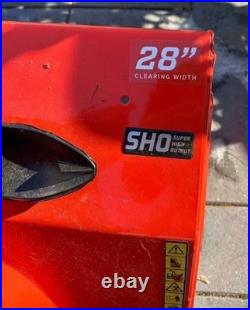 28”
CLEARING WIDTH
SHO SUPER
HIGH
OUTPUT